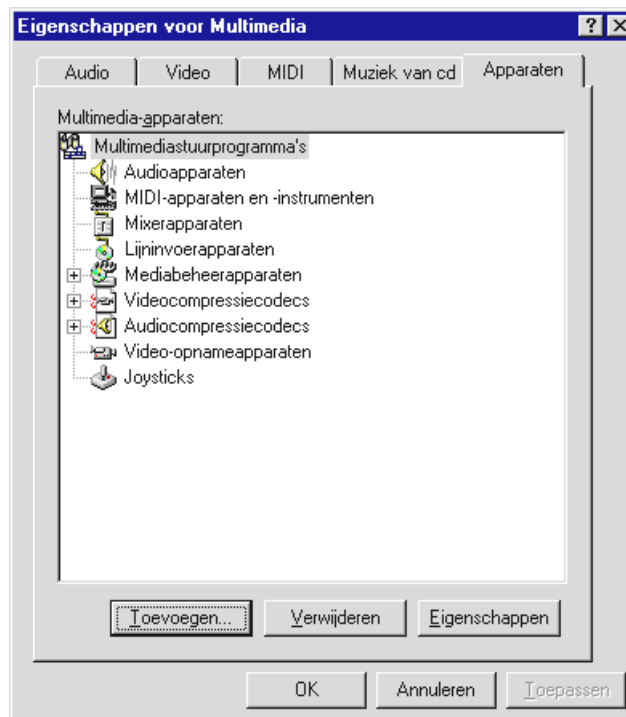 Eigenschappen voor Multimedia
Audio Video MIDI Muziek van cd Apparaten
Multimedia-apparaten:
Multimediastuurprogramma's
Audioapparaten
MIDI-apparaten en -instrumenten
Mixerapparaten
Lijninvoerapparaten
Mediabeheerapparaten
Videocompressiecodecs
Audiocompressiecodecs
Video-opnameapparaten
Joysticks
Toevoegen... Verwijderen Eigenschappen
OK Annuleren Toepassen